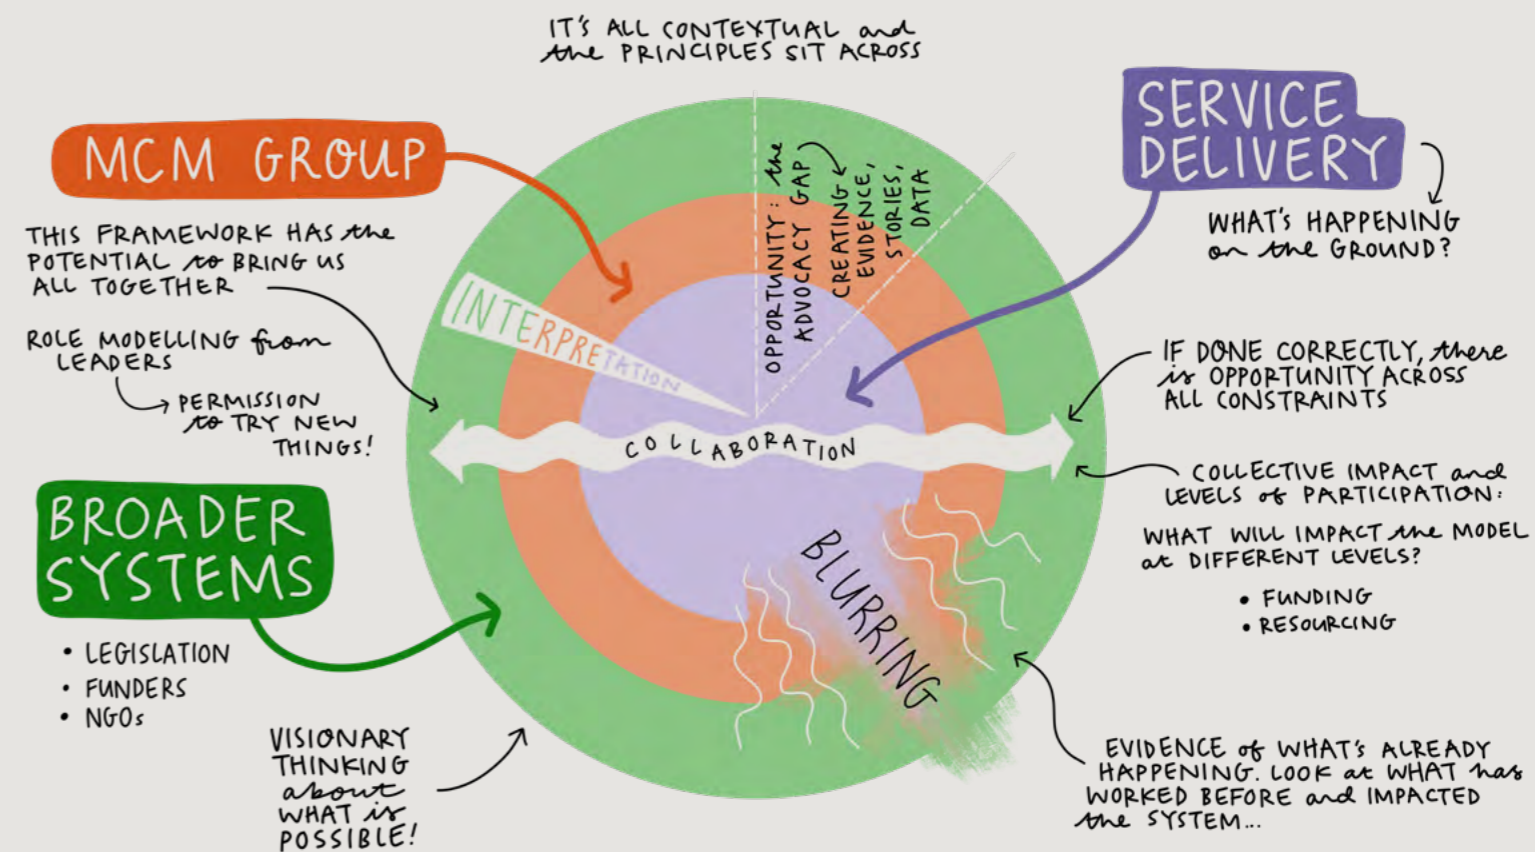 IT'S ALL CONTEXTUAL and
the PRINCIPLES SIT ACROSS
MCM GROUP
THIS FRAMEWORK HAS the
POTENTIAL to BRING US
ALL TOGETHER
ROLE MODELLING from
LEADERS
PERMISSION
to TRY NEW
THINGS!
BROADER
SYSTEMS
• LEGISLATION
• FUNDERS
• NGOs
VISIONARY
THINKING
about
WHAT is
POSSIBLE!
INTERPRETATION
OPPORTUNITY: the
ADVOCACY GAP
CREATING
EVIDENCE,
STORIES,
DATA
COLLABORATION
BLURRING
SERVICE
DELIVERY
WHAT'S HAPPENING
on the GROUND?
IF DONE CORRECTLY, there
is OPPORTUNITY ACROSS
ALL CONSTRAINTS
COLLECTIVE IMPACT and
LEVELS of PARTICIPATION:
WHAT WILL IMPACT the MODEL
at DIFFERENT LEVELS?
• FUNDING
• RESOURCING
EVIDENCE of WHAT'S ALREADY
HAPPENING. LOOK at WHAT has
WORKED BEFORE and IMPACTED
the SYSTEM...